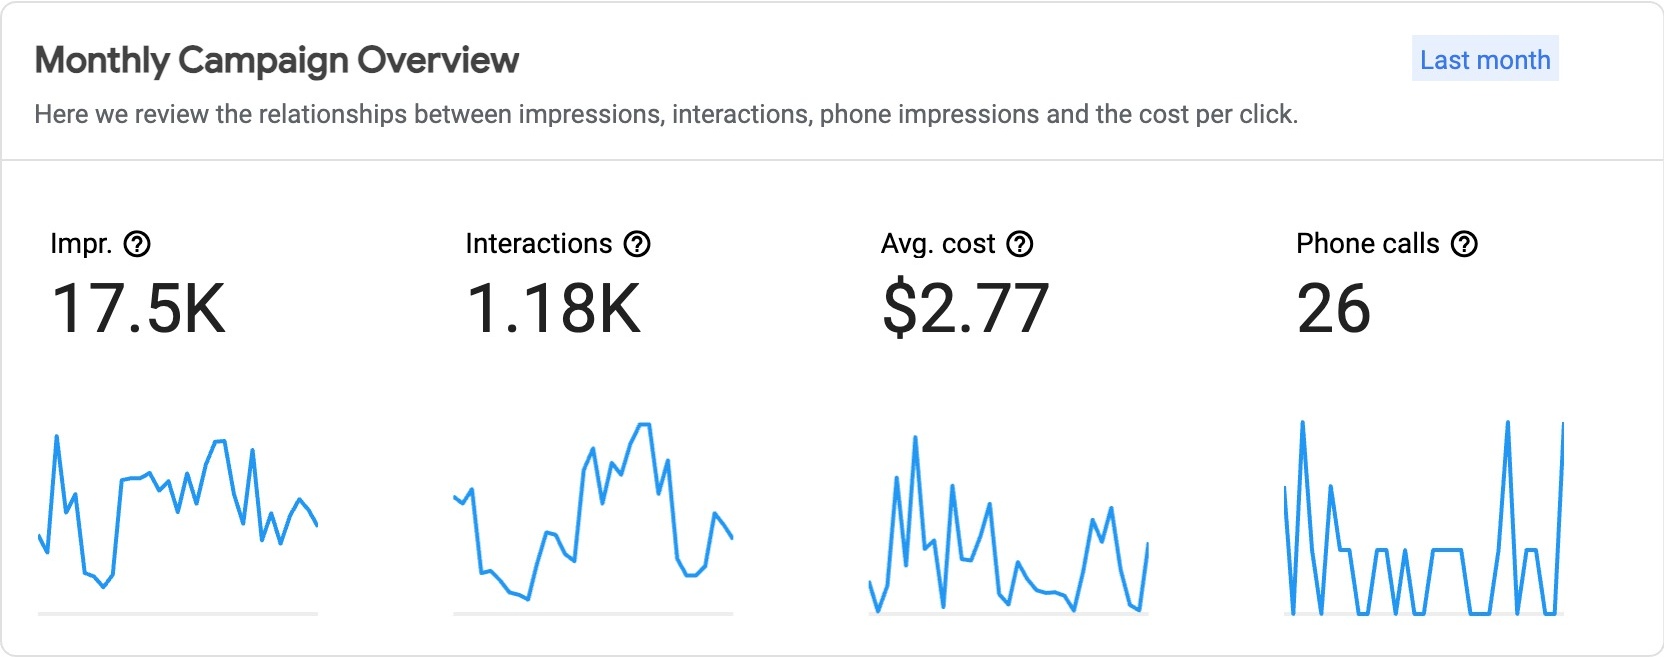 Monthly Campaign Overview
Last month
Here we review the relationships between impressions, interactions, phone impressions and the cost per click.
Impr. ?
17.5K
Interactions ?
1.18K
Avg. cost ?
$2.77
Phone calls ?
26